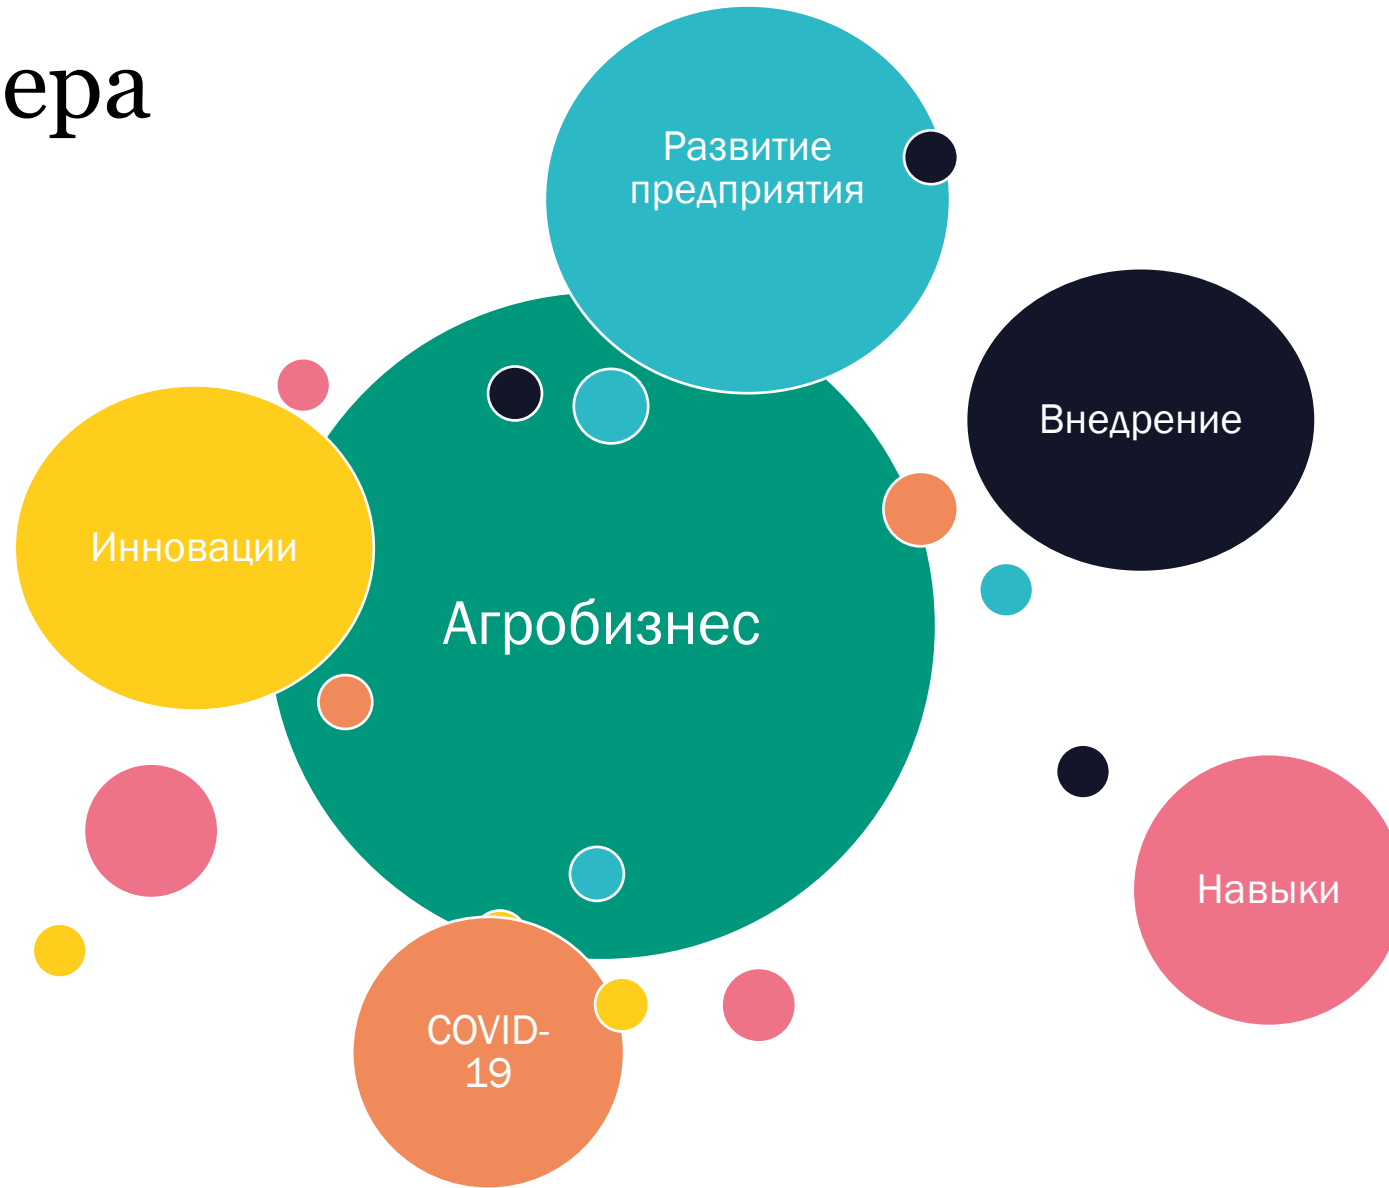 ера
Развитие
предприятия
Внедрение
Инновации
Агробизнес
Навыки
COVID-
19